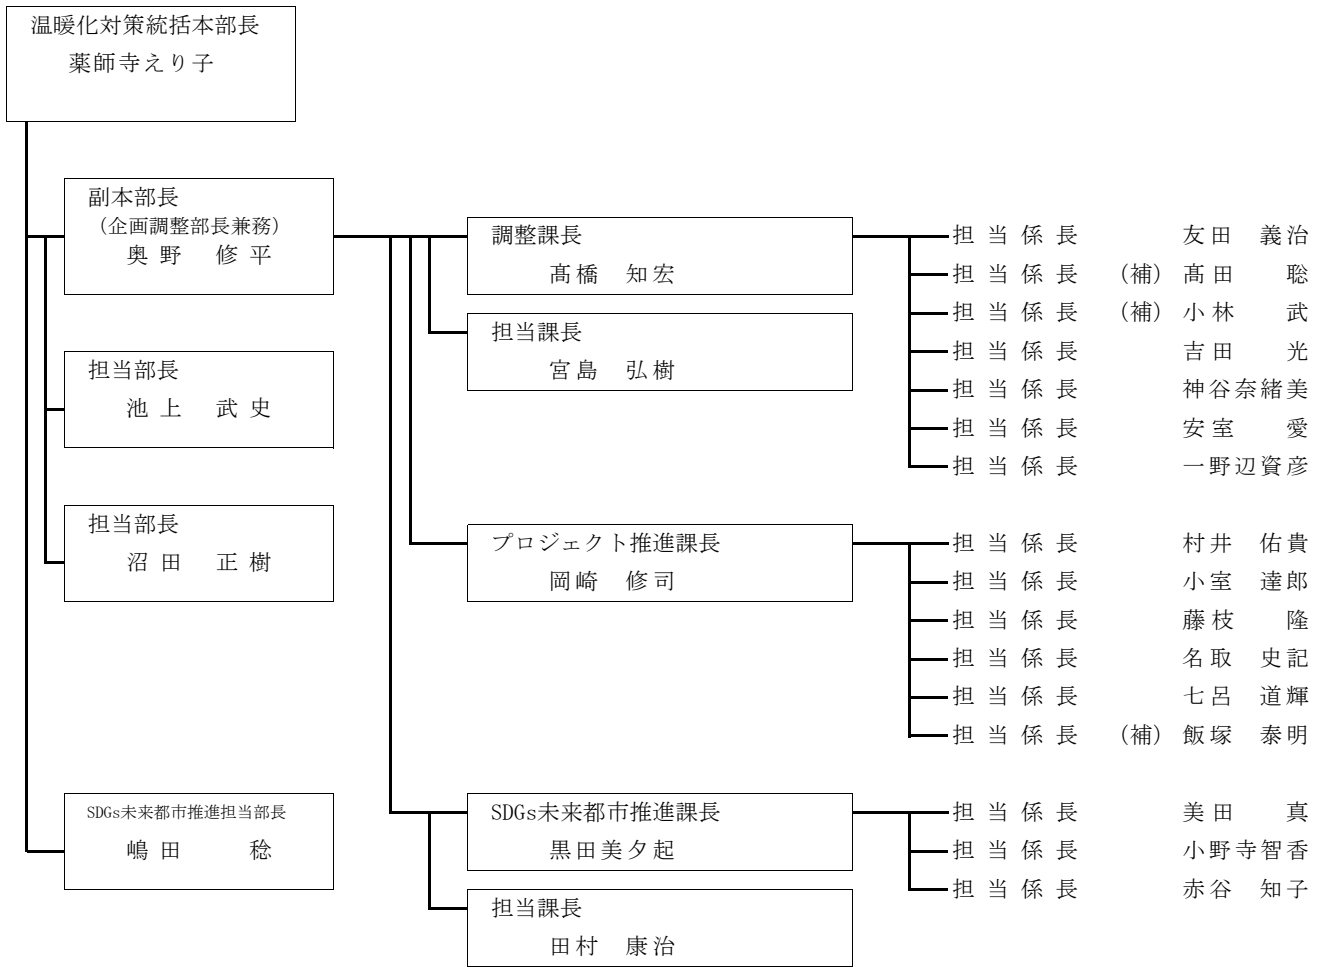 温暖化対策統括本部長
薬師寺えり子
副本部長
(企画調整部長兼務)
奥野 修平
担当部長
池上 武史
担当部長
沼田 正樹
SDGs未来都市推進担当部長
嶋田 稔
調整課長
髙橋 知宏
担当課長
宮島 弘樹
プロジェクト推進課長
岡崎 修司
SDGs未来都市推進課長
黒田美夕起
担当課長
田村 康治
担当係長 友田 義治
担当係長 (補) 髙田 聡
担当係長 (補) 小林 武
担当係長 吉田 光
担当係長 神谷奈緒美
担当係長 安室 愛
担当係長 一野辺資彦
担当係長 村井 佑貴
担当係長 小室 達郎
担当係長 藤枝 隆
担当係長 名取 史記
担当係長 七呂 道輝
担当係長 (補) 飯塚 泰明
担当係長 美田 真
担当係長 小野寺智香
担当係長 赤谷 知子